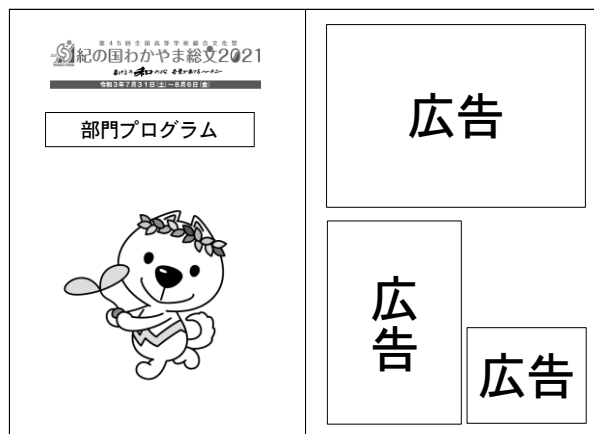 第45回全国高等学校総合文化祭
紀の国わかやま総文2021
令和3年7月31日(土)～8月6日(金)
部門プログラム
広告
広告
広告